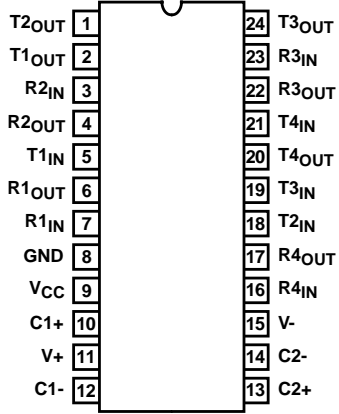 T2OUT 1 24 T3OUT
T1OUT 2 23 R3IN
R2IN 3 22 R3OUT
R2OUT 4 21 T4IN
T1IN 5 20 T4OUT
R1OUT 6 19 T3IN
R1IN 7 18 T2IN
GND 8 17 R4OUT
VCC 9 16 R4IN
C1+ 10 15 V-
V+ 11 14 C2-
C1- 12 13 C2+